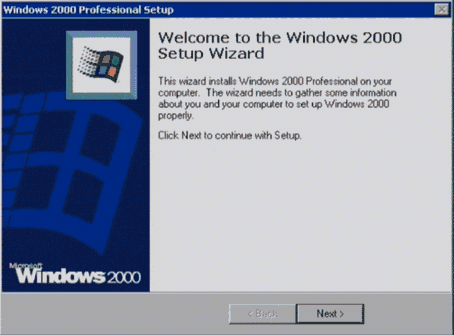 Windows 2000 Professional Setup
Welcome to the Windows 2000
Setup Wizard
This wizard installs Windows 2000 Professional on your
computer. The wizard needs to gather some information
about you and your computer to set up Windows 2000
properly.
Click Next to continue with Setup.
Microsoft
Windows 2000
< Back
Next >